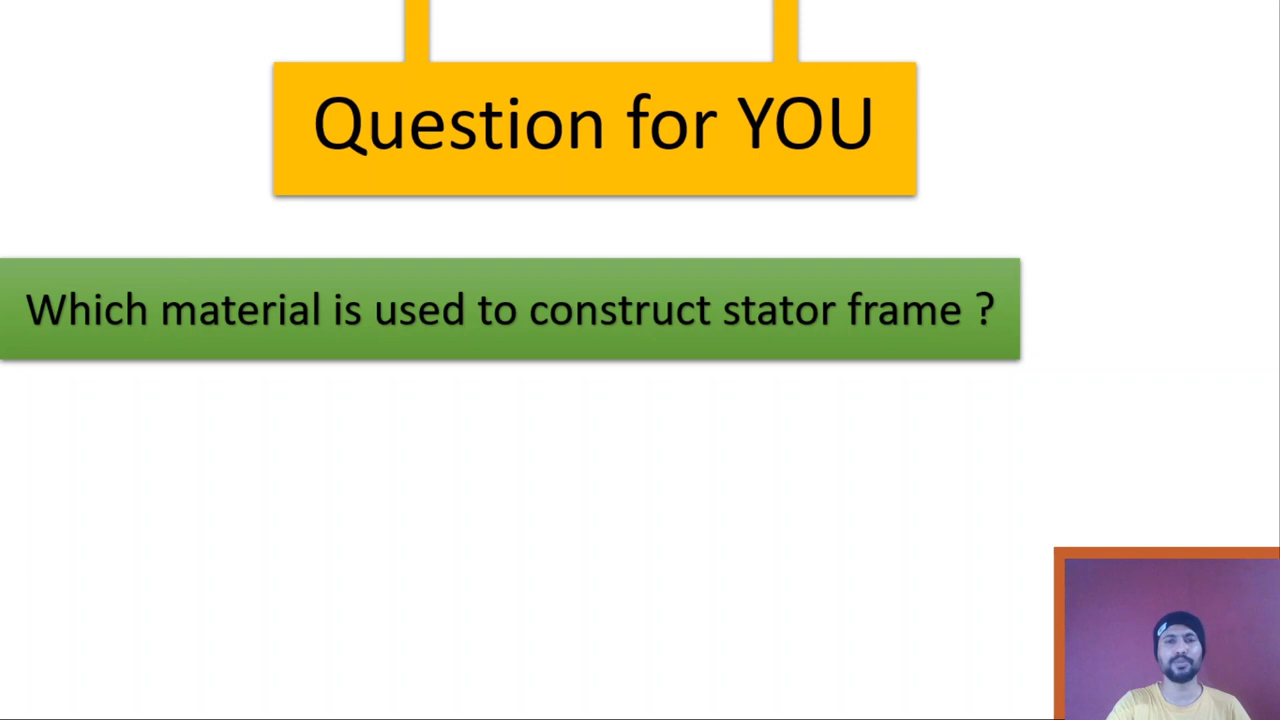 Question for YOU
Which material is used to construct stator frame ?